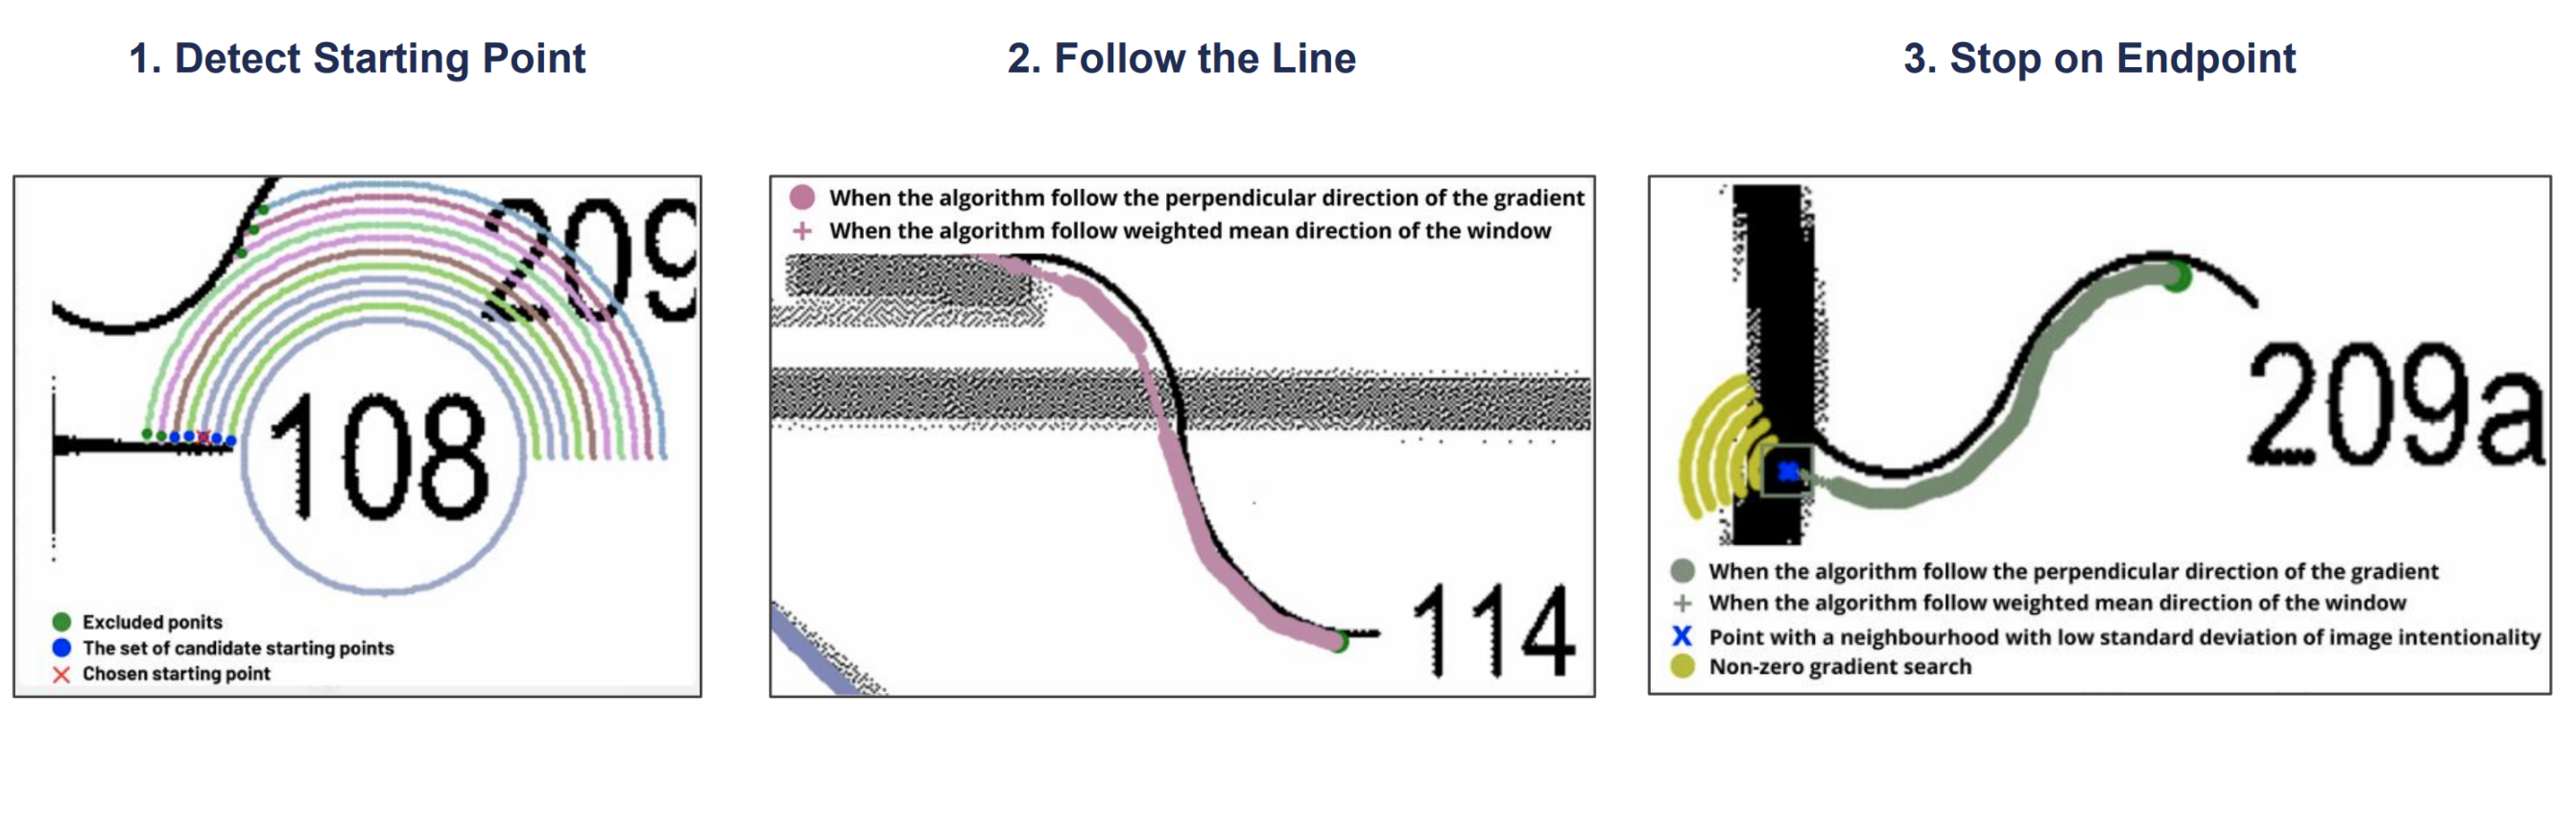 1. Detect Starting Point
209
108
Excluded ponits
The set of candidate starting points
Chosen starting point
2. Follow the Line
When the algorithm follow the perpendicular direction of the gradient
When the algorithm follow weighted mean direction of the window
114
3. Stop on Endpoint
209a
When the algorithm follow the perpendicular direction of the gradient
When the algorithm follow weighted mean direction of the window
Point with a neighbourhood with low standard deviation of image intentionality
Non-zero gradient search